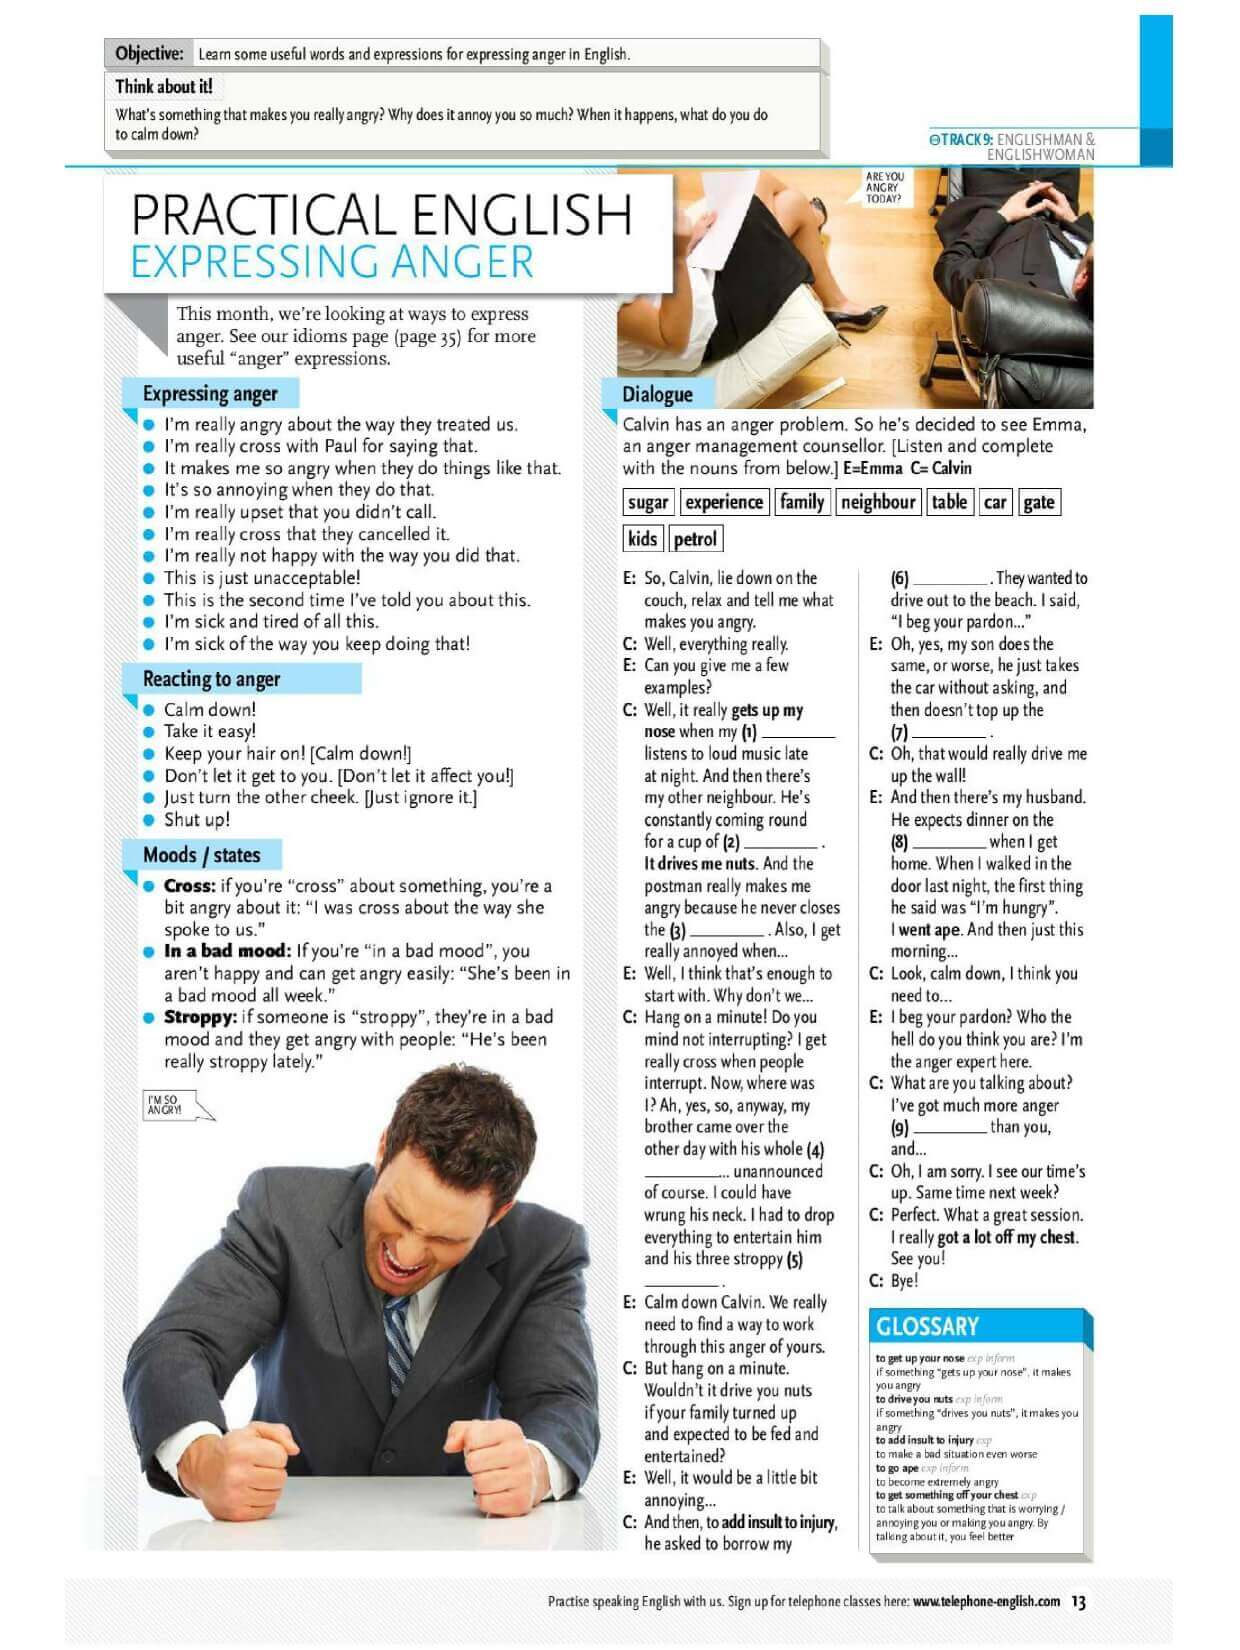 Objective: Learn some useful words and expressions for expressing anger in English.
Think about it!
What's something that makes you really angry? Why does it annoy you so much? When it happens, what do you do
to calm down?
TRACK 9: ENGLISHMAN &
ENGLISHWOMAN
ARE YOU
ANGRY
TODAY?
PRACTICAL ENGLISH
EXPRESSING ANGER
This month, we're looking at ways to express
anger. See our idioms page (page 35) for more
useful "anger" expressions.
Expressing anger
I'm really angry about the way they treated us.
I'm really cross with Paul for saying that.
It makes me so angry when they do things like that.
It's so annoying when they do that.
I'm really upset that you didn't call.
I'm really cross that they cancelled it.
I'm really not happy with the way you did that.
This is just unacceptable!
This is the second time I've told you about this.
I'm sick and tired of all this.
I'm sick of the way you keep doing that!
Reacting to anger
Calm down!
Take it easy!
Keep your hair on! [Calm down!]
Don't let it get to you. [Don't let it affect you!]
Just turn the other cheek. [Just ignore it.]
Shut up!
Moods / states
Cross: if you're "cross" about something, you're a
bit angry about it: "I was cross about the way she
spoke to us."
In a bad mood: If you're "in a bad mood", you
aren't happy and can get angry easily: "She's been in
a bad mood all week."
Stroppy: if someone is "stroppy", they're in a bad
mood and they get angry with people: "He's been
really stroppy lately."
I'M SO
ANGRY!
Dialogue
Calvin has an anger problem. So he's decided to see Emma,
an anger management counsellor. [Listen and complete
with the nouns from below.] E=Emma C= Calvin
sugar experience family neighbour table car gate
kids petrol
E: So, Calvin, lie down on the
couch, relax and tell me what
makes you angry.
C: Well, everything really.
E: Can you give me a few
examples?
C: Well, it really gets up my
nose when my (1) ________
listens to loud music late
at night. And then there's
my other neighbour. He's
constantly coming round
for a cup of (2) ________ .
It drives me nuts. And the
postman really makes me
angry because he never closes
the (3) ________ . Also, I get
really annoyed when...
E: Well, I think that's enough to
start with. Why don't we...
C: Hang on a minute! Do you
mind not interrupting? I get
really cross when people
interrupt. Now, where was
I? Ah, yes, so, anyway, my
brother came over the
other day with his whole (4)
________... unannounced
of course. I could have
wrung his neck. I had to drop
everything to entertain him
and his three stroppy (5)
________ .
E: Calm down Calvin. We really
need to find a way to work
through this anger of yours.
C: But hang on a minute.
Wouldn't it drive you nuts
if your family turned up
and expected to be fed and
entertained?
E: Well, it would be a little bit
annoying...
C: And then, to add insult to injury,
he asked to borrow my
(6) ________ . They wanted to
drive out to the beach. I said,
"I beg your pardon..."
E: Oh, yes, my son does the
same, or worse, he just takes
the car without asking, and
then doesn't top up the
(7) ________ .
C: Oh, that would really drive me
up the wall!
E: And then there's my husband.
He expects dinner on the
(8) ________ when I get
home. When I walked in the
door last night, the first thing
he said was "I'm hungry".
I went ape. And then just this
morning...
C: Look, calm down, I think you
need to...
E: I beg your pardon? Who the
hell do you think you are? I'm
the anger expert here.
C: What are you talking about?
I've got much more anger
(9) ________ than you,
and...
C: Oh, I am sorry. I see our time's
up. Same time next week?
C: Perfect. What a great session.
I really got a lot off my chest.
See you!
C: Bye!
GLOSSARY
to get up your nose exp inform
if something "gets up your nose", it makes
you angry
to drive you nuts exp inform
if something "drives you nuts", it makes you
angry
to add insult to injury exp
to make a bad situation even worse
to go ape exp inform
to become extremely angry
to get something off your chest exp
to talk about something that is worrying /
annoying you or making you angry. By
talking about it, you feel better
Practise speaking English with us. Sign up for telephone classes here: www.telephone-english.com 13